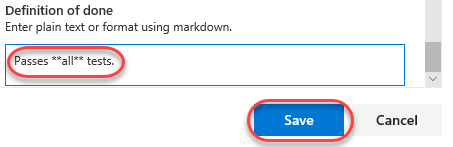 Definition of done
Enter plain text or format using markdown.
Passes **all** tests.
Save Cancel